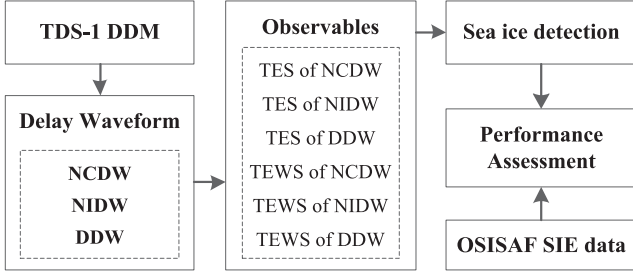 TDS-1 DDM
Delay Waveform
NCDW
NIDW
DDW
Observables
TES of NCDW
TES of NIDW
TES of DDW
TEWS of NCDW
TEWS of NIDW
TEWS of DDW
Sea ice detection
Performance
Assessment
OSISAF SIE data